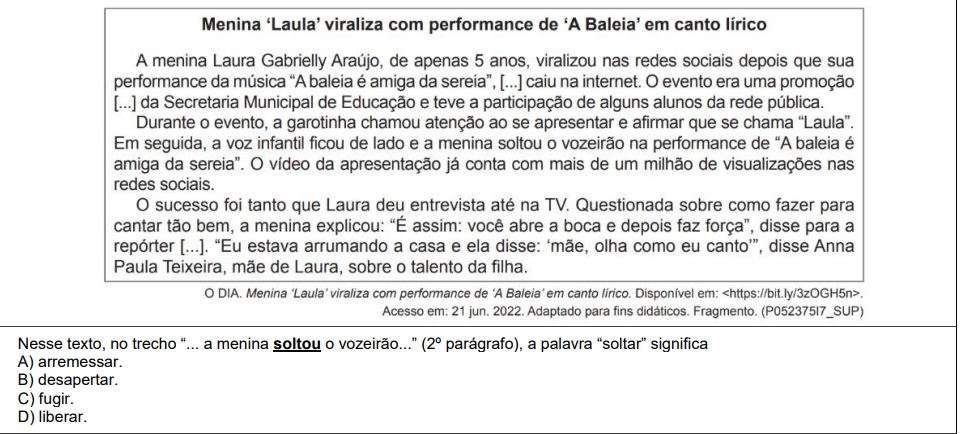 Menina ‘Laula’ viraliza com performance de ‘A Baleia’ em canto lírico
A menina Laura Gabrielly Araújo, de apenas 5 anos, viralizou nas redes sociais depois que sua
performance da música “A baleia é amiga da sereia”, [...] caiu na internet. O evento era uma promoção
[...] da Secretaria Municipal de Educação e teve a participação de alguns alunos da rede pública.
Durante o evento, a garotinha chamou atenção ao se apresentar e afirmar que se chama “Laula”.
Em seguida, a voz infantil ficou de lado e a menina soltou o vozeirão na performance de “A baleia é
amiga da sereia”. O vídeo da apresentação já conta com mais de um milhão de visualizações nas
redes sociais.
O sucesso foi tanto que Laura deu entrevista até na TV. Questionada sobre como fazer para
cantar tão bem, a menina explicou: “É assim: você abre a boca e depois faz força”, disse para a
repórter [...]. “Eu estava arrumando a casa e ela disse: ‘mãe, olha como eu canto’”, disse Anna
Paula Teixeira, mãe de Laura, sobre o talento da filha.
O DIA. Menina ‘Laula’ viraliza com performance de ‘A Baleia’ em canto lírico. Disponível em: <https://bit.ly/3zOGH5n>.
Acesso em: 21 jun. 2022. Adaptado para fins didáticos. Fragmento. (P052375I7_SUP)
Nesse texto, no trecho “... a menina soltou o vozeirão...” (2º parágrafo), a palavra “soltar” significa
A) arremessar.
B) desapertar.
C) fugir.
D) liberar.